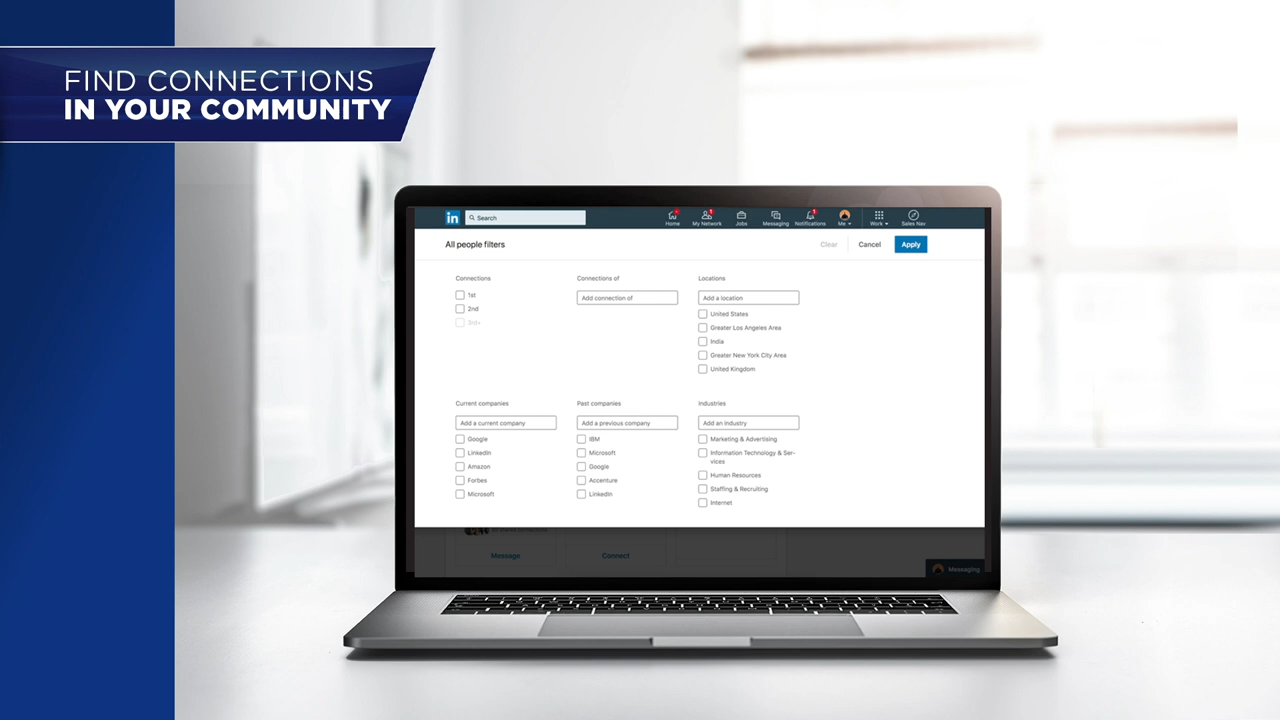 FIND CONNECTIONS
IN YOUR COMMUNITY
in
Search
Home
My Network
Jobs
Messaging
Notifications
Me
Work
Sales Nav
All people filters
Clear
Cancel
Apply
Connections
1st
2nd
3rd+
Connections of
Add connection of
Locations
Add a location
United States
Greater Los Angeles Area
India
Greater New York City Area
United Kingdom
Current companies
Add a current company
Google
LinkedIn
Amazon
Forbes
Microsoft
Past companies
Add a previous company
IBM
Microsoft
Google
Accenture
LinkedIn
Industries
Add an industry
Marketing & Advertising
Information Technology & Ser-
vices
Human Resources
Staffing & Recruiting
Internet
Message
Connect
Messaging